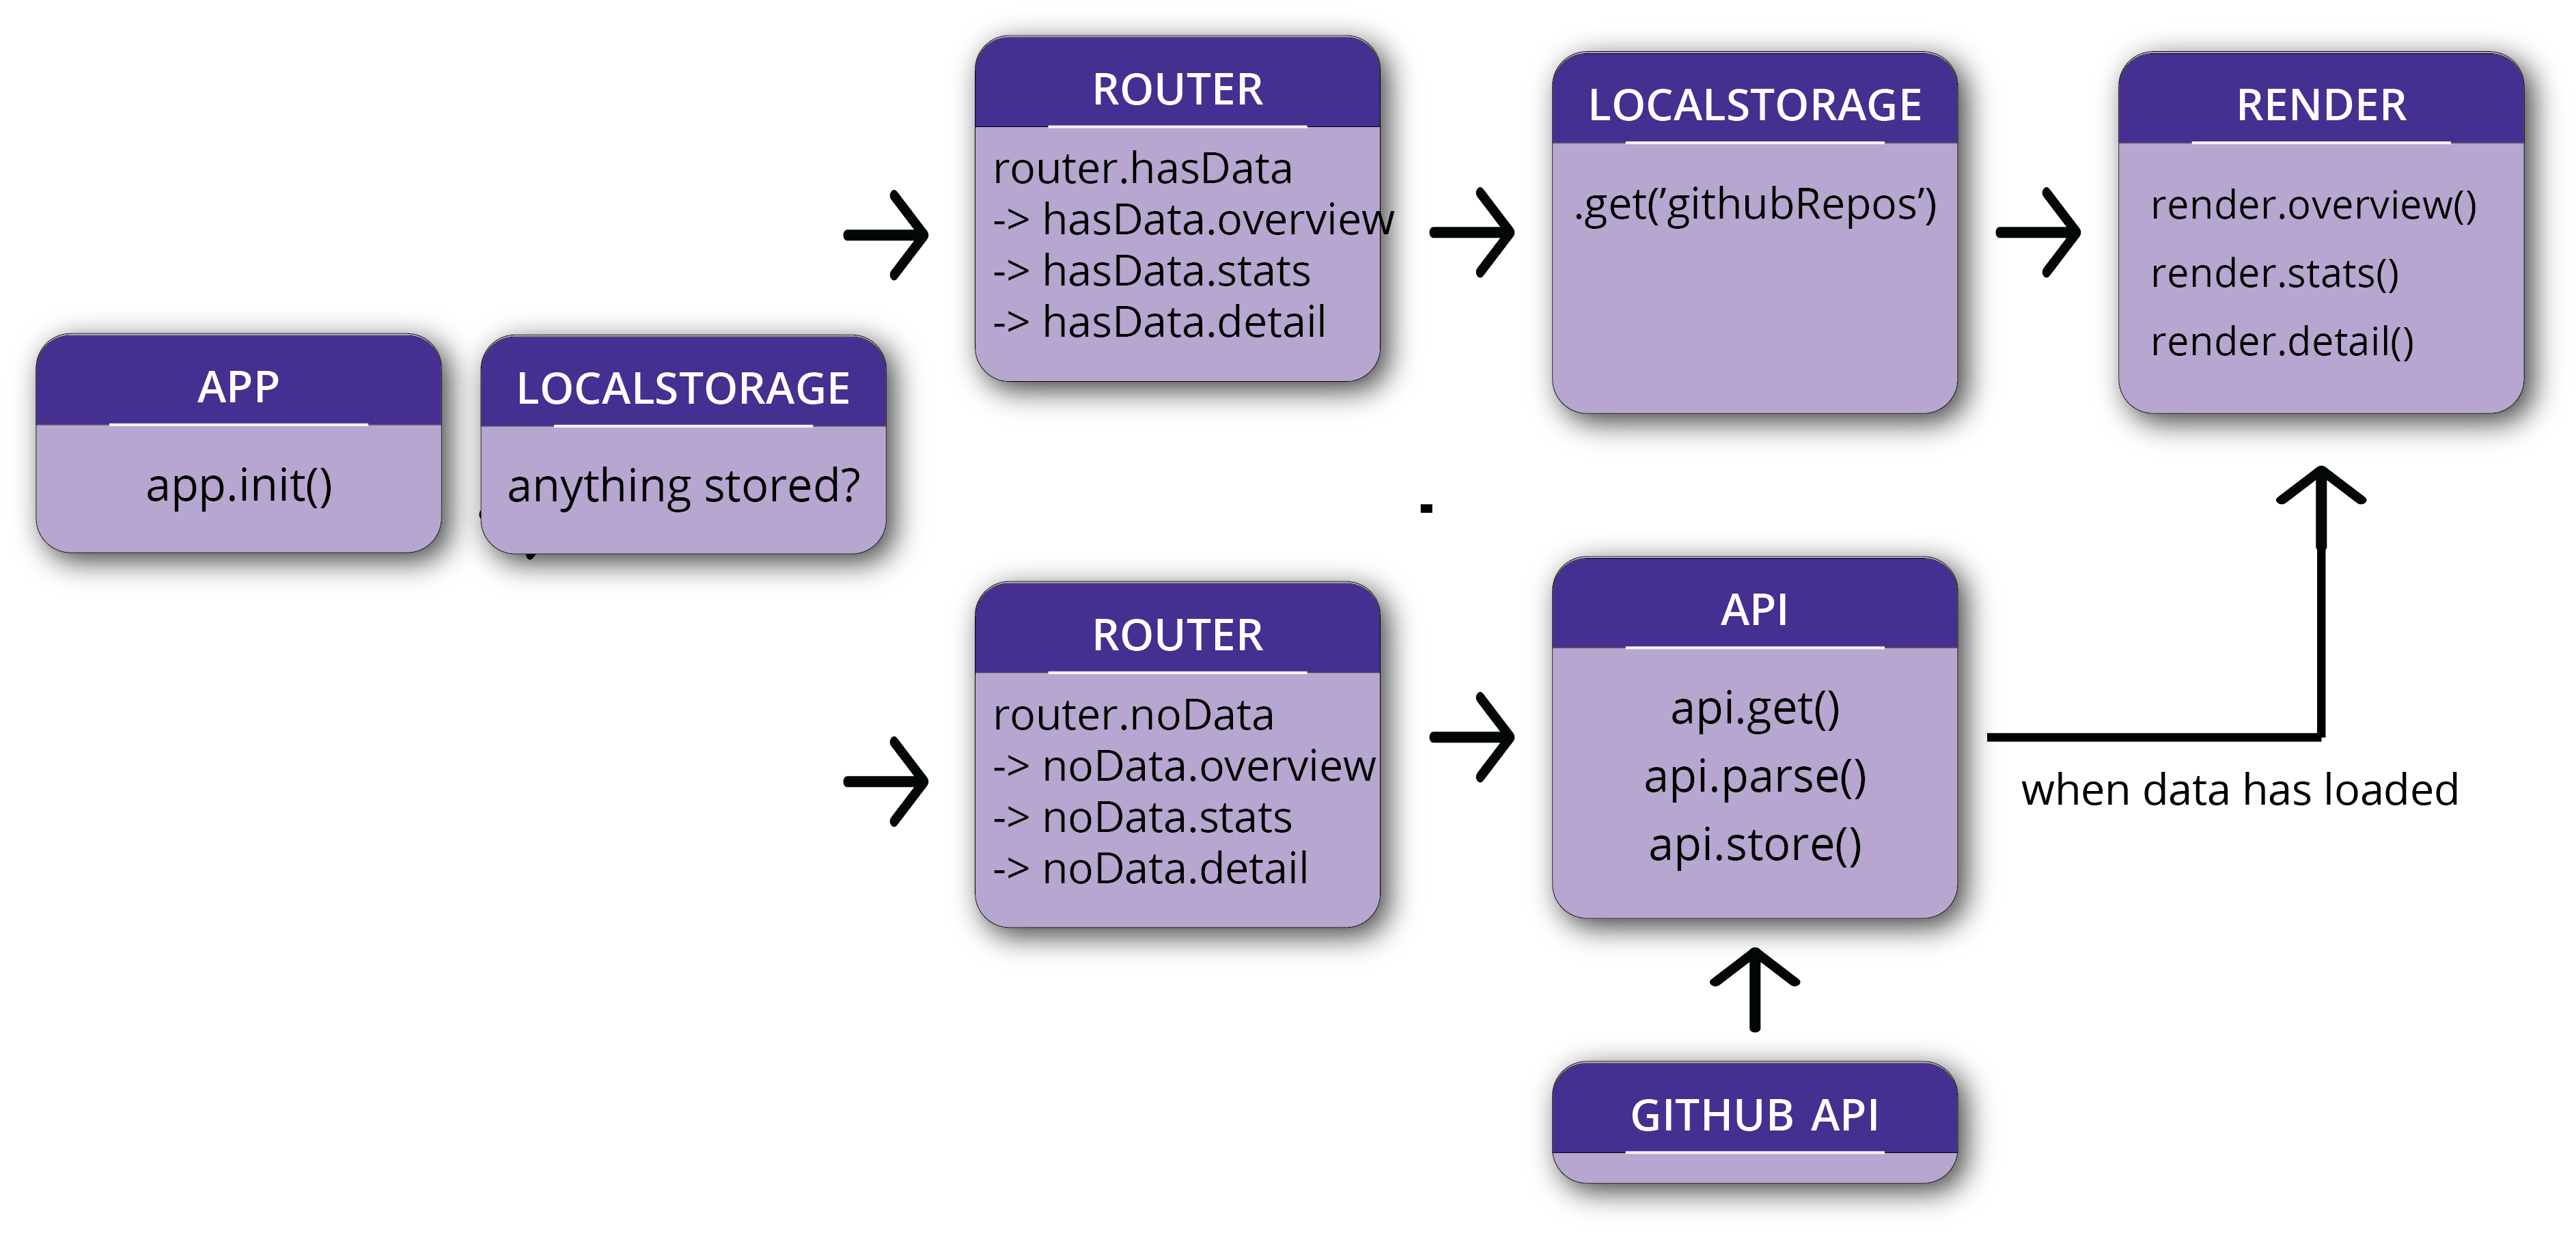 APP
app.init()
LOCALSTORAGE
anything stored?
ROUTER
router.hasData
-> hasData.overview
-> hasData.stats
-> hasData.detail
LOCALSTORAGE
.get(’githubRepos’)
RENDER
render.overview()
render.stats()
render.detail()
ROUTER
router.noData
-> noData.overview
-> noData.stats
-> noData.detail
API
api.get()
api.parse()
api.store()
when data has loaded
GITHUB API